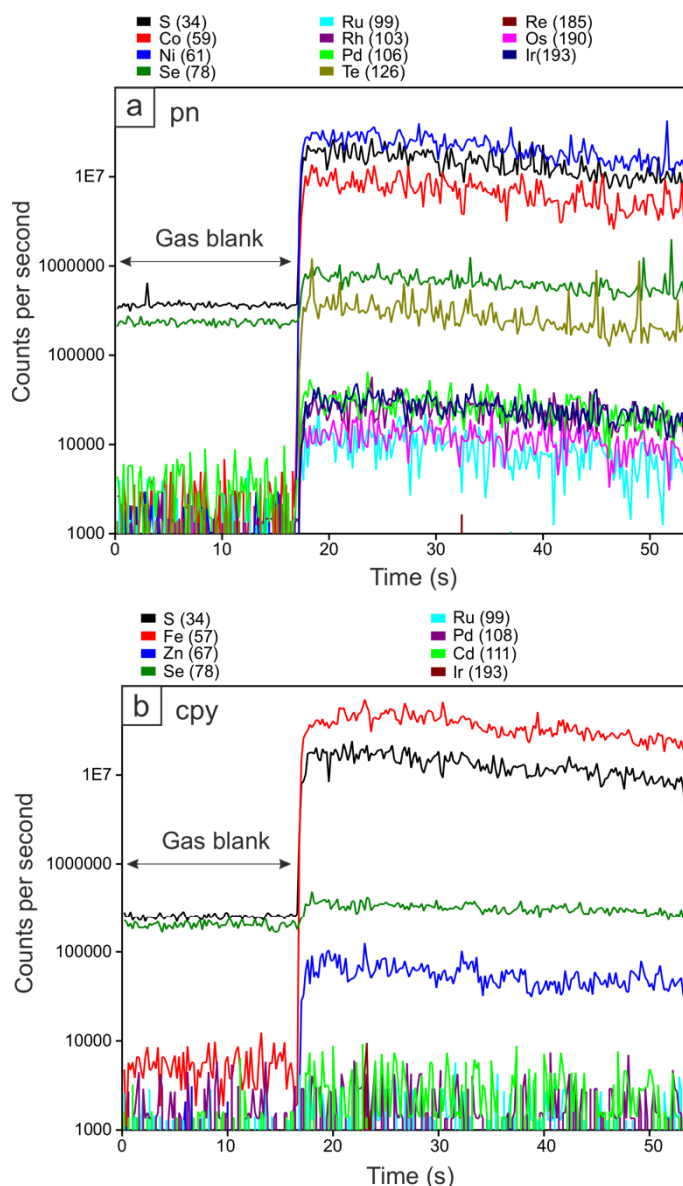 S (34) Ru (99) Re (185)
Co (59) Rh (103) Os (190)
Ni (61) Pd (106) Ir(193)
Se (78) Te (126)
a pn
1E7
Gas blank
1000000
100000
10000
1000
Counts per second
0 10 20 30 40 50
Time (s)
S (34) Ru (99)
Fe (57) Pd (108)
Zn (67) Cd (111)
Se (78) Ir (193)
b cpy
1E7
Gas blank
1000000
100000
10000
1000
Counts per second
0 10 20 30 40 50
Time (s)